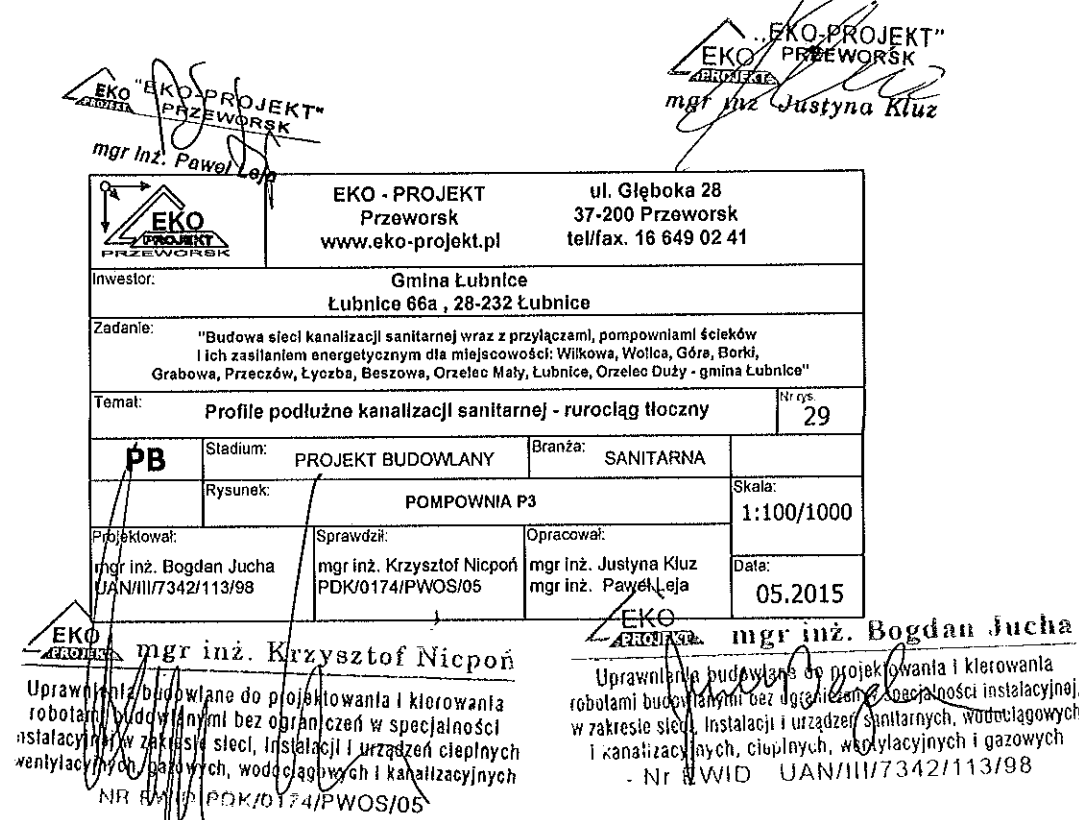 EKO PROJEKT "EKO-PROJEKT"
PRZEWORSK
mgr inż. Paweł Leja
EKO PROJEKT „EKO-PROJEKT"
PRZEWORSK
mgr inż Justyna Kluz
EKO
PROJEKT
PRZEWORSK
EKO - PROJEKT
Przeworsk
www.eko-projekt.pl
ul. Głęboka 28
37-200 Przeworsk
tel/fax. 16 649 02 41
Inwestor:
Gmina Łubnice
Łubnice 66a , 28-232 Łubnice
Zadanie:
"Budowa sieci kanalizacji sanitarnej wraz z przyłączami, pompowniami ścieków
i ich zasilaniem energetycznym dla miejscowości: Wilkowa, Wolica, Góra, Borki,
Grabowa, Przeczów, Łyczba, Beszowa, Orzelec Mały, Łubnice, Orzelec Duży - gmina Łubnice"
Temat:
Profile podłużne kanalizacji sanitarnej - rurociąg tłoczny
Nr rys.
29
PB
Stadium:
PROJEKT BUDOWLANY
Branża:
SANITARNA
Rysunek:
POMPOWNIA P3
Skala:
1:100/1000
Projektował:
mgr inż. Bogdan Jucha
UAN/III/7342/113/98
Sprawdził:
mgr inż. Krzysztof Nicpoń
PDK/0174/PWOS/05
Opracował:
mgr inż. Justyna Kluz
mgr inż. Paweł Leja
Data:
05.2015
EKO
PROJEKT mgr inż. Krzysztof Nicpoń
Uprawnienia budowlane do projektowania i kierowania
robotami budowlanymi bez ograniczeń w specjalności
instalacyjnej w zakresie sieci, instalacji i urządzeń cieplnych
wentylacyjnych, gazowych, wodociągowych i kanalizacyjnych
NR EWID PDK/0174/PWOS/05
EKO
PROJEKT mgr inż. Bogdan Jucha
Uprawnienia budowlane do projektowania i kierowania
robotami budowlanymi bez ograniczeń w specjalności instalacyjnej,
w zakresie sieci, instalacji i urządzeń sanitarnych, wodociągowych
i kanalizacyjnych, cieplnych, wentylacyjnych i gazowych
- Nr EWID UAN/III/7342/113/98